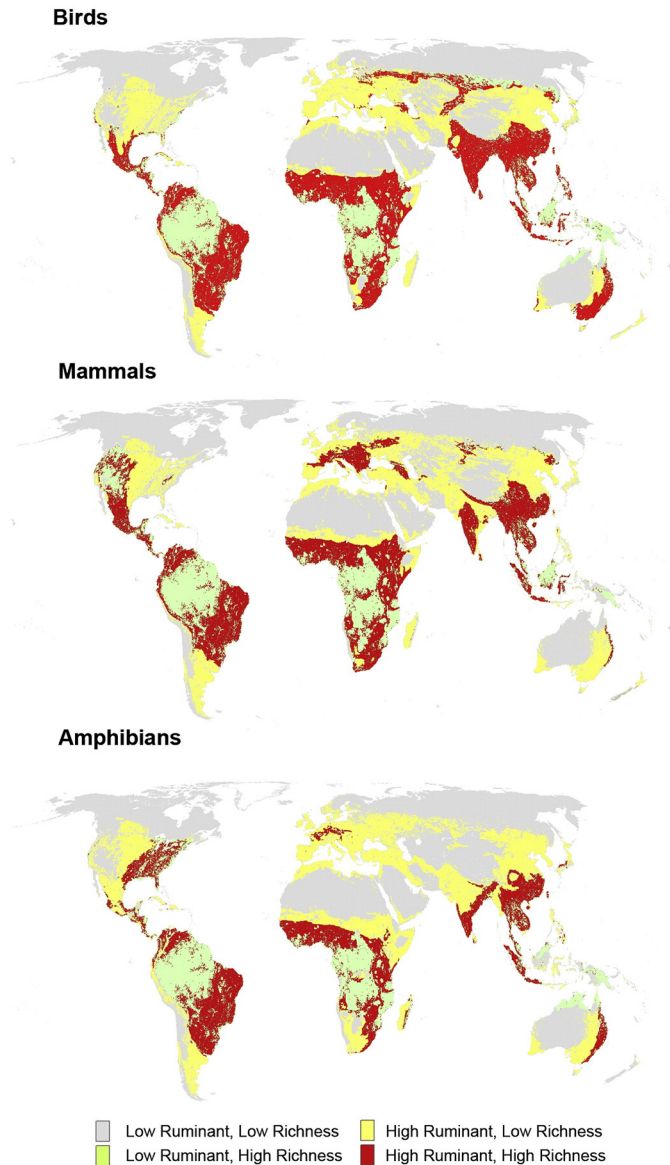 Birds
Mammals
Amphibians
Low Ruminant, Low Richness
High Ruminant, Low Richness
Low Ruminant, High Richness
High Ruminant, High Richness